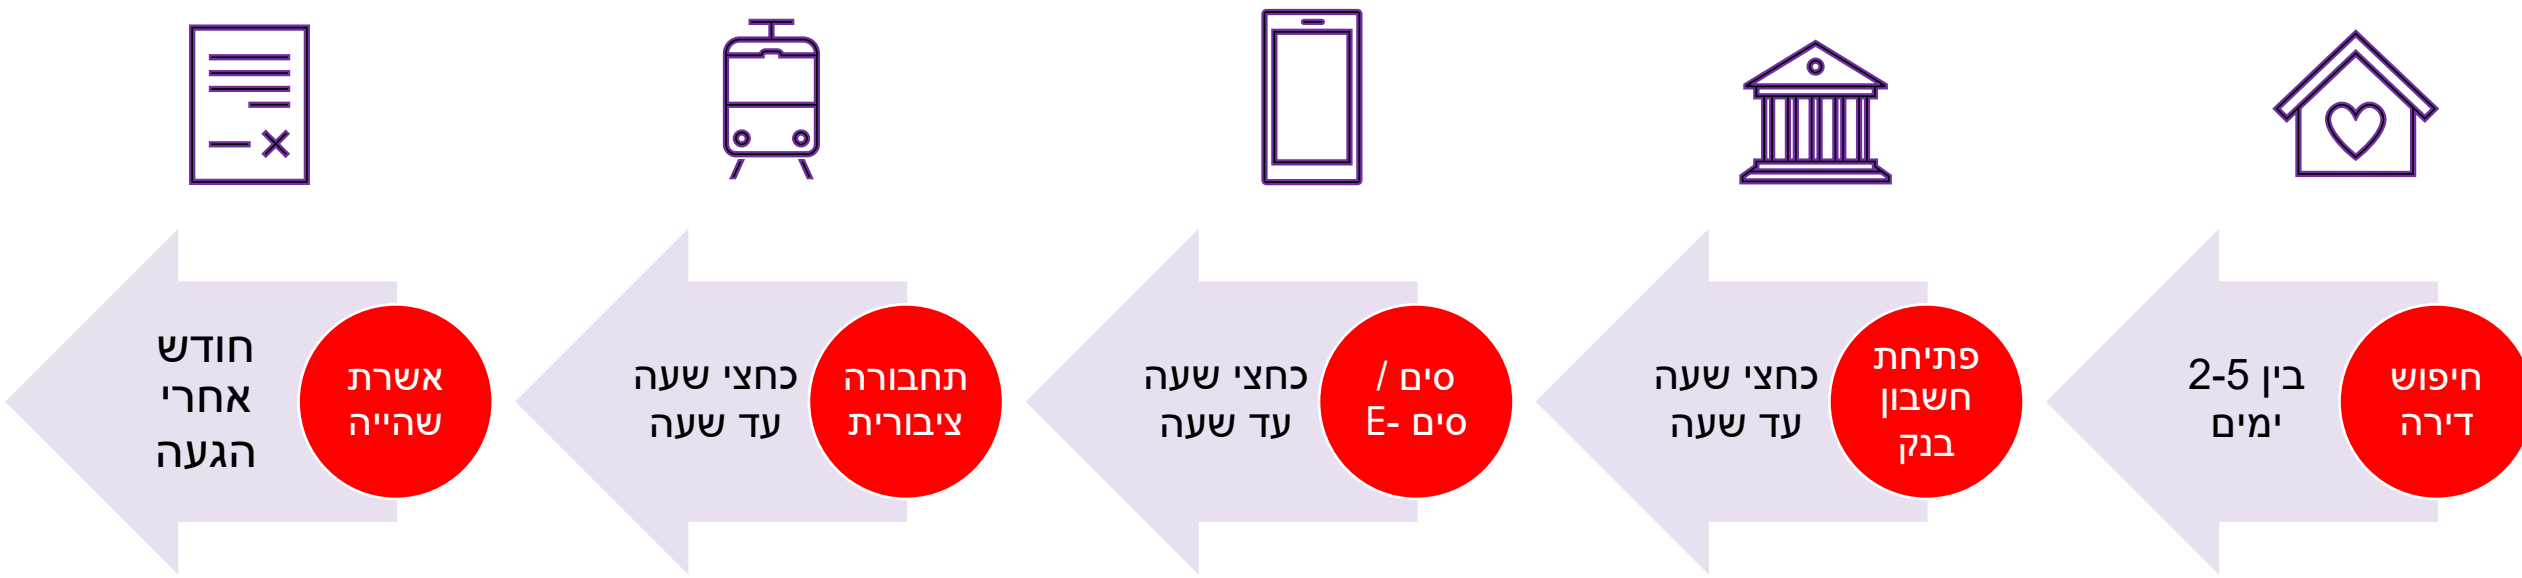 חיפוש
דירה
בין 2-5
ימים
פתיחת
חשבון
בנק
כחצי שעה
עד שעה
סים /
סים -E
כחצי שעה
עד שעה
תחבורה
ציבורית
כחצי שעה
עד שעה
אשרת
שהייה
חודש
אחרי
הגעה